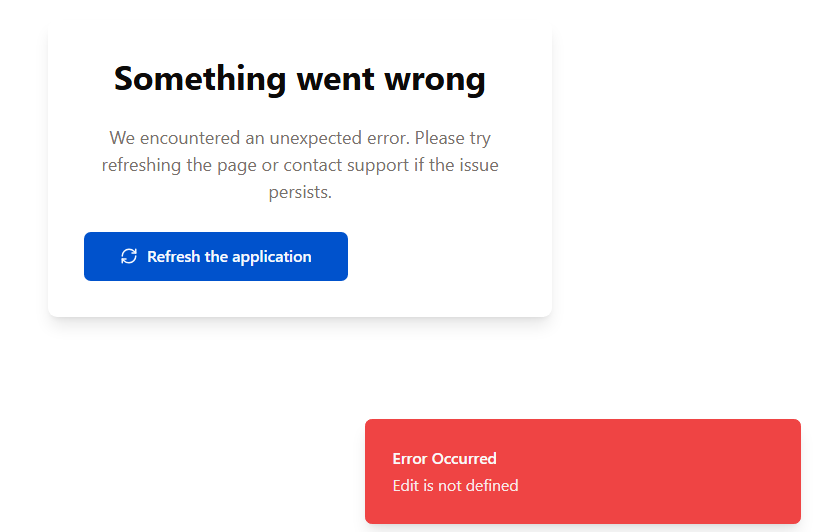 Something went wrong
We encountered an unexpected error. Please try
refreshing the page or contact support if the issue
persists.
Refresh the application
Error Occurred
Edit is not defined